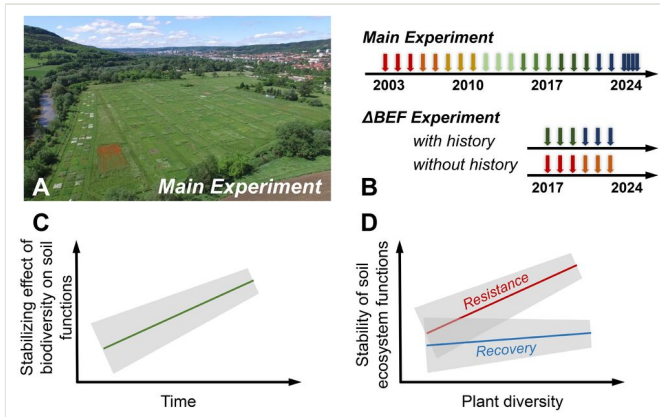 A
Main Experiment
B
Main Experiment
2003
2010
2017
2024
ΔBEF Experiment
with history
without history
2017
2024
C
Stabilizing effect of
biodiversity on soil
functions
Time
D
Stability of soil
ecosystem functions
Resistance
Recovery
Plant diversity